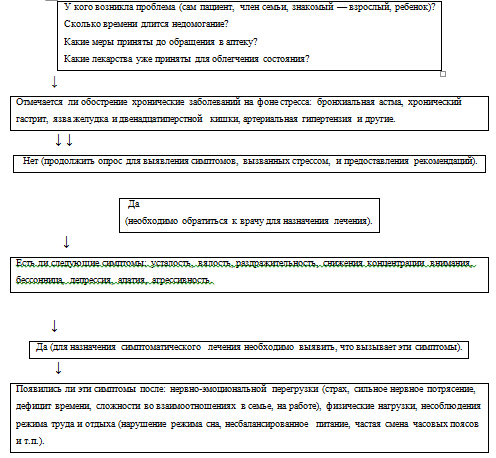 У кого возникла проблема (сам пациент, член семьи, знакомый — взрослый, ребенок)?
Сколько времени длится недомогание?
Какие меры приняты до обращения в аптеку?
Какие лекарства уже приняты для облегчения состояния?
Отмечается ли обострение хронические заболеваний на фоне стресса: бронхиальная астма, хронический
гастрит, язва желудка и двенадцатиперстной кишки, артериальная гипертензия и другие.
Нет (продолжить опрос для выявления симптомов, вызванных стрессом, и предоставления рекомендаций).
Да
(необходимо обратиться к врачу для назначения лечения).
Есть ли следующие симптомы: усталость, вялость, раздражительность, снижения концентрации внимания,
бессонница, депрессия, апатия, агрессивность.
Да (для назначения симптоматического лечения необходимо выявить, что вызывает эти симптомы).
Появились ли эти симптомы после: нервно-эмоциональной перегрузки (страх, сильное нервное потрясение,
дефицит времени, сложности во взаимоотношениях в семье, на работе), физические нагрузки, несоблюдения
режима труда и отдыха (нарушение режима сна, несбалансированное питание, частая смена часовых поясов
и т.п.).